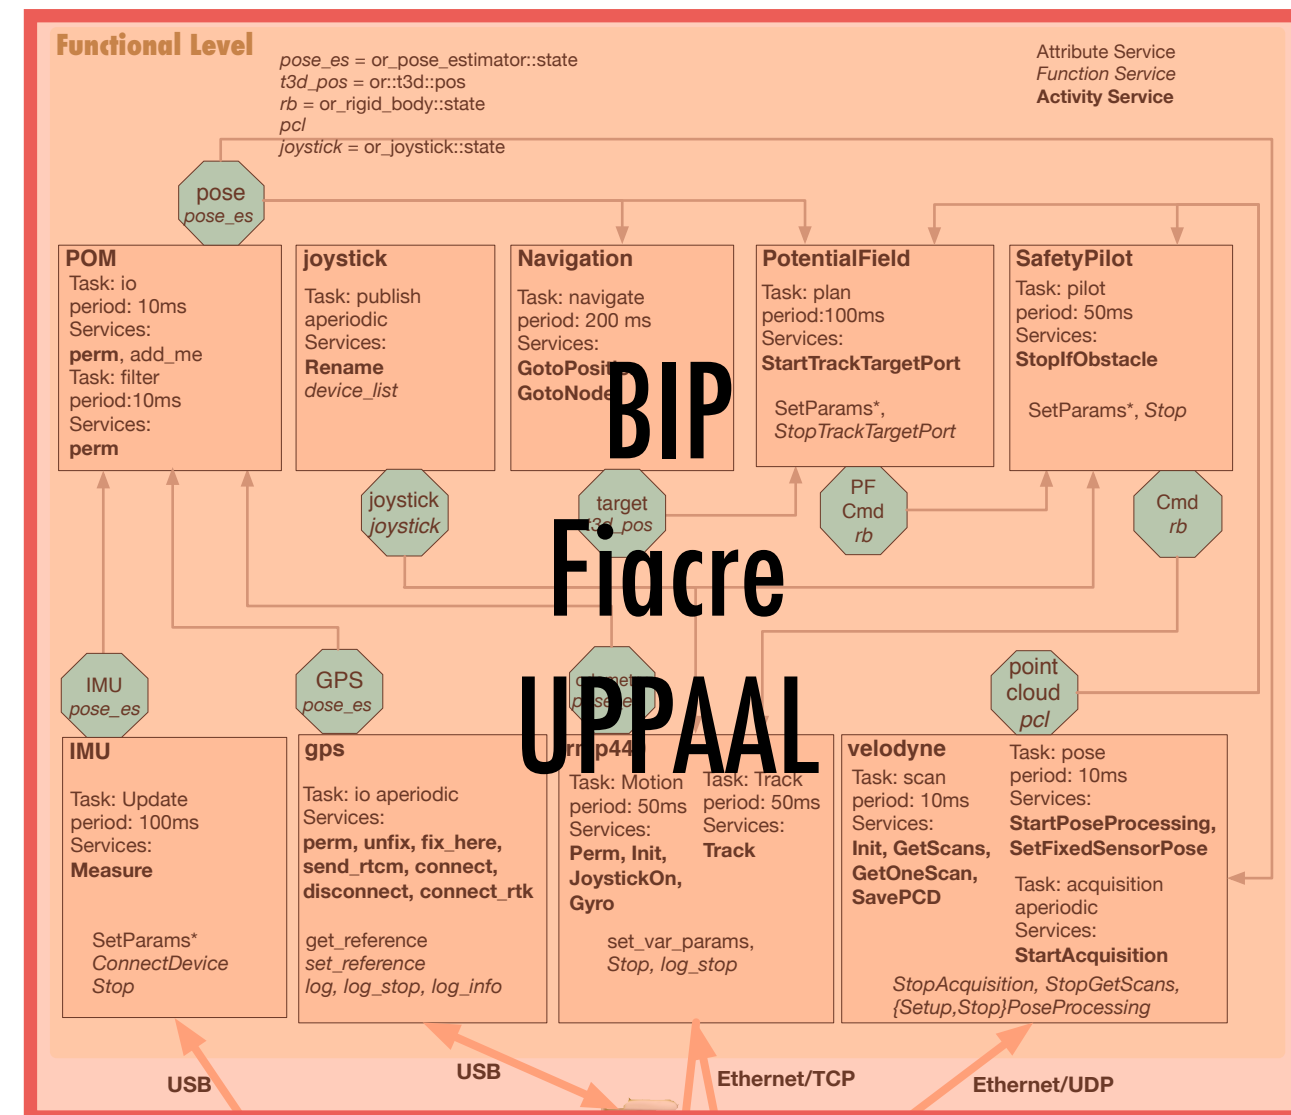 Functional Level
pose_es = or_pose_estimator::state
t3d_pos = or::t3d::pos
rb = or_rigid_body::state
pcl
joystick = or_joystick::state
Attribute Service
Function Service
Activity Service
pose
pose_es
POM
Task: io
period: 10ms
Services:
perm, add_me
Task: filter
period:10ms
Services:
perm
joystick
Task: publish
aperiodic
Services:
Rename
device_list
Navigation
Task: navigate
period: 200 ms
Services:
GotoNode
PotentialField
Task: plan
period:100ms
Services:
StartTrackTargetPort
SetParams*,
StopTrackTargetPort
SafetyPilot
Task: pilot
period: 50ms
Services:
StopIfObstacle
SetParams*, Stop
BIP
Fiacre
UPPAAL
joystick
joystick
target
t3d_pos
PF
Cmd
rb
Cmd
rb
IMU
pose_es
GPS
pose_es
point
cloud
pcl
IMU
Task: Update
period: 100ms
Services:
Measure
SetParams*
ConnectDevice
Stop
gps
Task: io aperiodic
Services:
perm, unfix, fix_here,
send_rtcm, connect,
disconnect, connect_rtk
get_reference
set_reference
log, log_stop, log_info
Task: Motion
period: 50ms
Services:
Perm, Init,
JoystickOn,
Gyro
Task: Track
period: 50ms
Services:
Track
set_var_params,
Stop, log_stop
velodyne
Task: scan
period: 10ms
Services:
Init, GetScans,
GetOneScan,
SavePCD
Task: pose
period: 10ms
Services:
StartPoseProcessing,
SetFixedSensorPose
Task: acquisition
aperiodic
Services:
StartAcquisition
StopAcquisition, StopGetScans,
{Setup,Stop}PoseProcessing
USB
USB
Ethernet/TCP
Ethernet/UDP